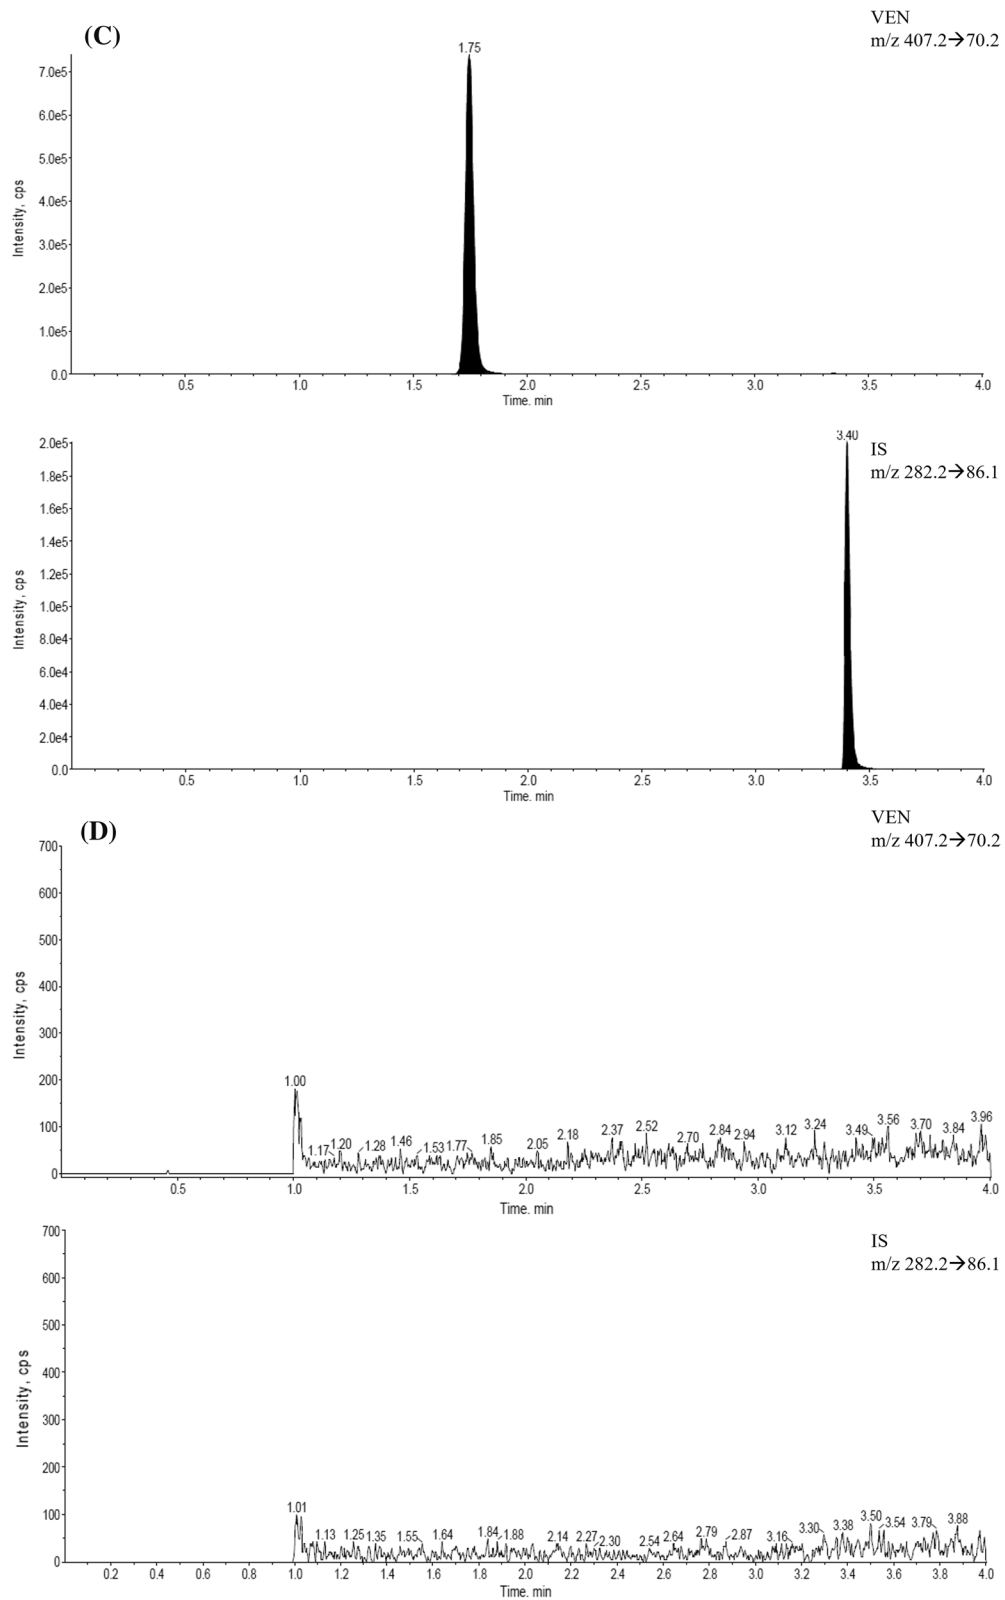 (C)
VEN
m/z 407.2→70.2
1.75
7.0e5
6.0e5
5.0e5
4.0e5
3.0e5
2.0e5
1.0e5
0.0
Intensity, cps
0.5 1.0 1.5 2.0 2.5 3.0 3.5 4.0
Time. min
3.40
IS
m/z 282.2→86.1
2.0e5
1.8e5
1.6e5
1.4e5
1.2e5
1.0e5
8.0e4
6.0e4
4.0e4
2.0e4
0.0
Intensity, cps
0.5 1.0 1.5 2.0 2.5 3.0 3.5 4.0
Time. min
(D)
VEN
m/z 407.2→70.2
700
600
500
400
300
200
100
0
Intensity, cps
1.00 1.17 1.20 1.28 1.46 1.53 1.77 1.85 2.05 2.18 2.37 2.52 2.70 2.84 2.94 3.12 3.24 3.49 3.56 3.70 3.84 3.96
0.5 1.0 1.5 2.0 2.5 3.0 3.5 4.0
Time. min
IS
m/z 282.2→86.1
700
600
500
400
300
200
100
0
Intensity, cps
1.01 1.13 1.25 1.35 1.55 1.64 1.84 1.88 2.14 2.27 2.30 2.54 2.64 2.79 2.87 3.16 3.30 3.38 3.50 3.54 3.79 3.88
0.2 0.4 0.6 0.8 1.0 1.2 1.4 1.6 1.8 2.0 2.2 2.4 2.6 2.8 3.0 3.2 3.4 3.6 3.8 4.0
Time. min